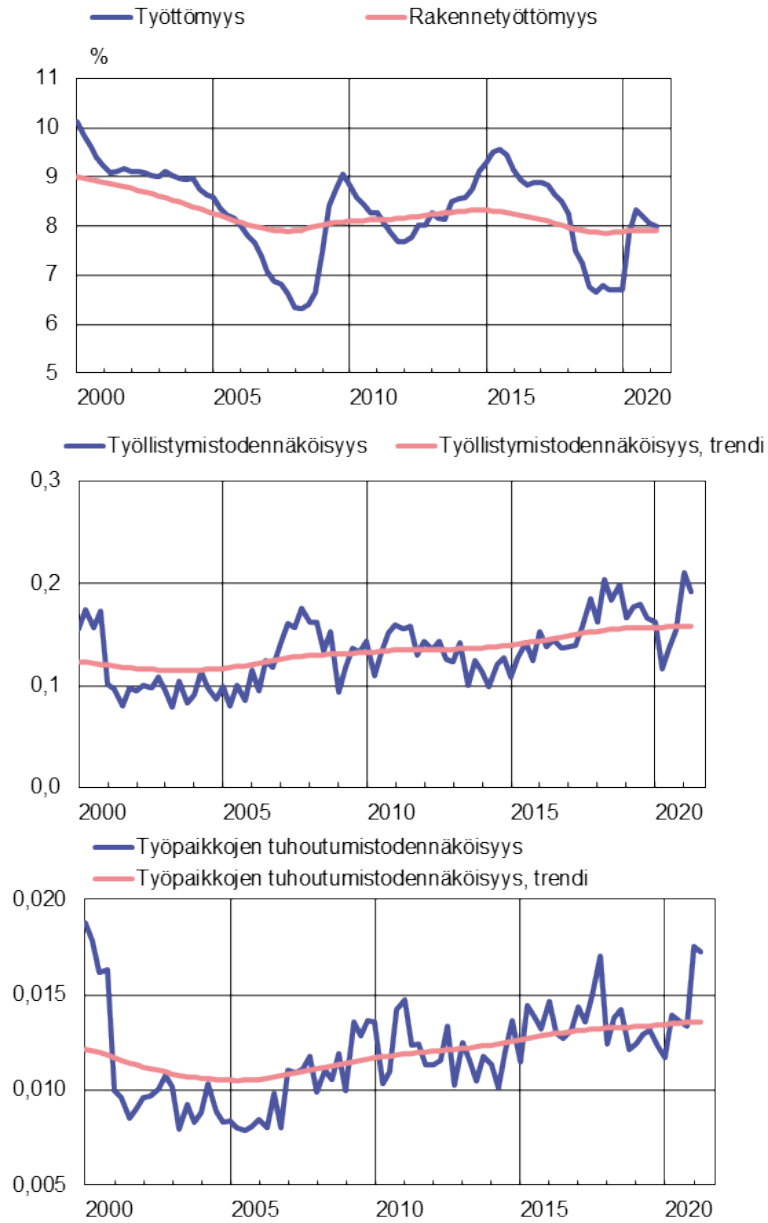 Työttömyys Rakennetyöttömyys
%
11
10
9
8
7
6
5
2000 2005 2010 2015 2020
Työllistymistodennäköisyys Työllistymistodennäköisyys, trendi
0,3
0,2
0,1
0,0
2000 2005 2010 2015 2020
Työpaikkojen tuhoutumistodennäköisyys
Työpaikkojen tuhoutumistodennäköisyys, trendi
0,020
0,015
0,010
0,005
2000 2005 2010 2015 2020